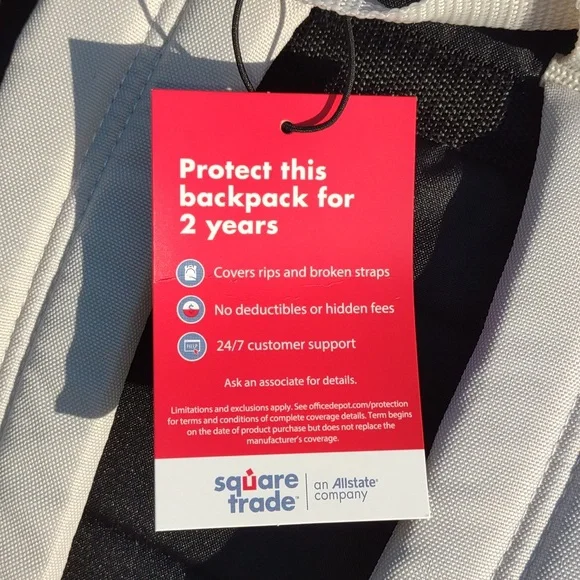 Protect this
backpack for
2 years
Covers rips and broken straps
No deductibles or hidden fees
HELP
24/7 customer support
Ask an associate for details.
Limitations and exclusions apply. See officedepot.com/protection
for terms and conditions of complete coverage details. Term begins
on the date of product purchase but does not replace the
manufacturer's coverage.
square
trade™
an Allstate®
company